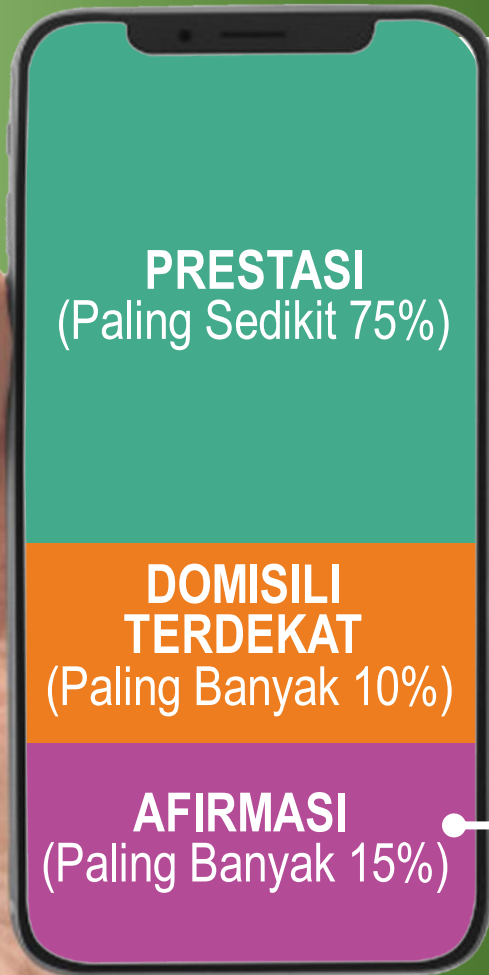 PRESTASI
(Paling Sedikit 75%)
DOMISILI
TERDEKAT
(Paling Banyak 10%)
AFIRMASI
(Paling Banyak 15%)